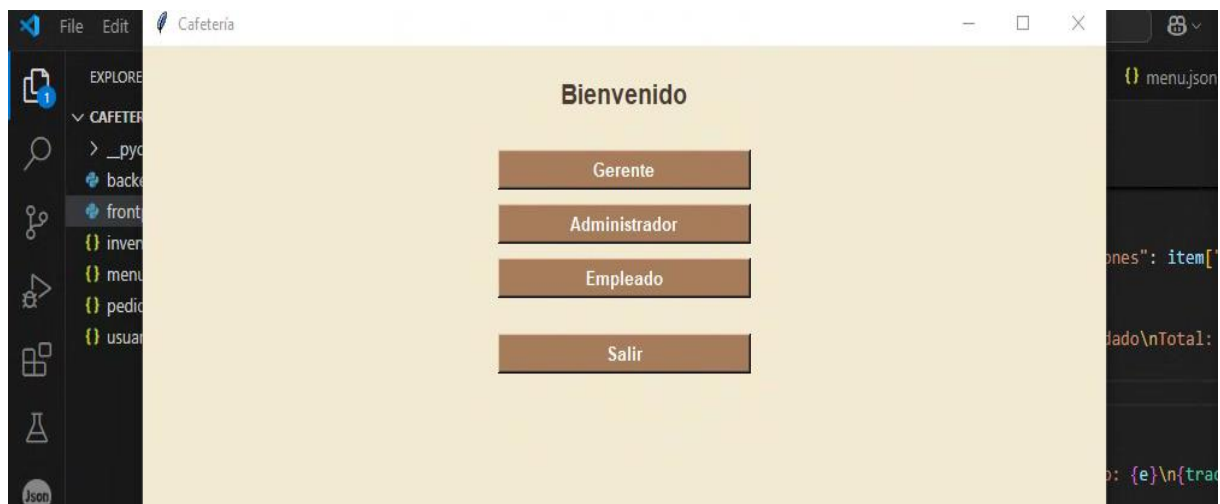 File Edit
Cafetería
{} menu.json
EXPLORE
CAFETER
> __pyc
backe
front
{} inven
{} menu
{} pedic
{} usuar
Json
Bienvenido
Gerente
Administrador
Empleado
Salir
ones": item["
dado\nTotal:
o: {e}\n{trac